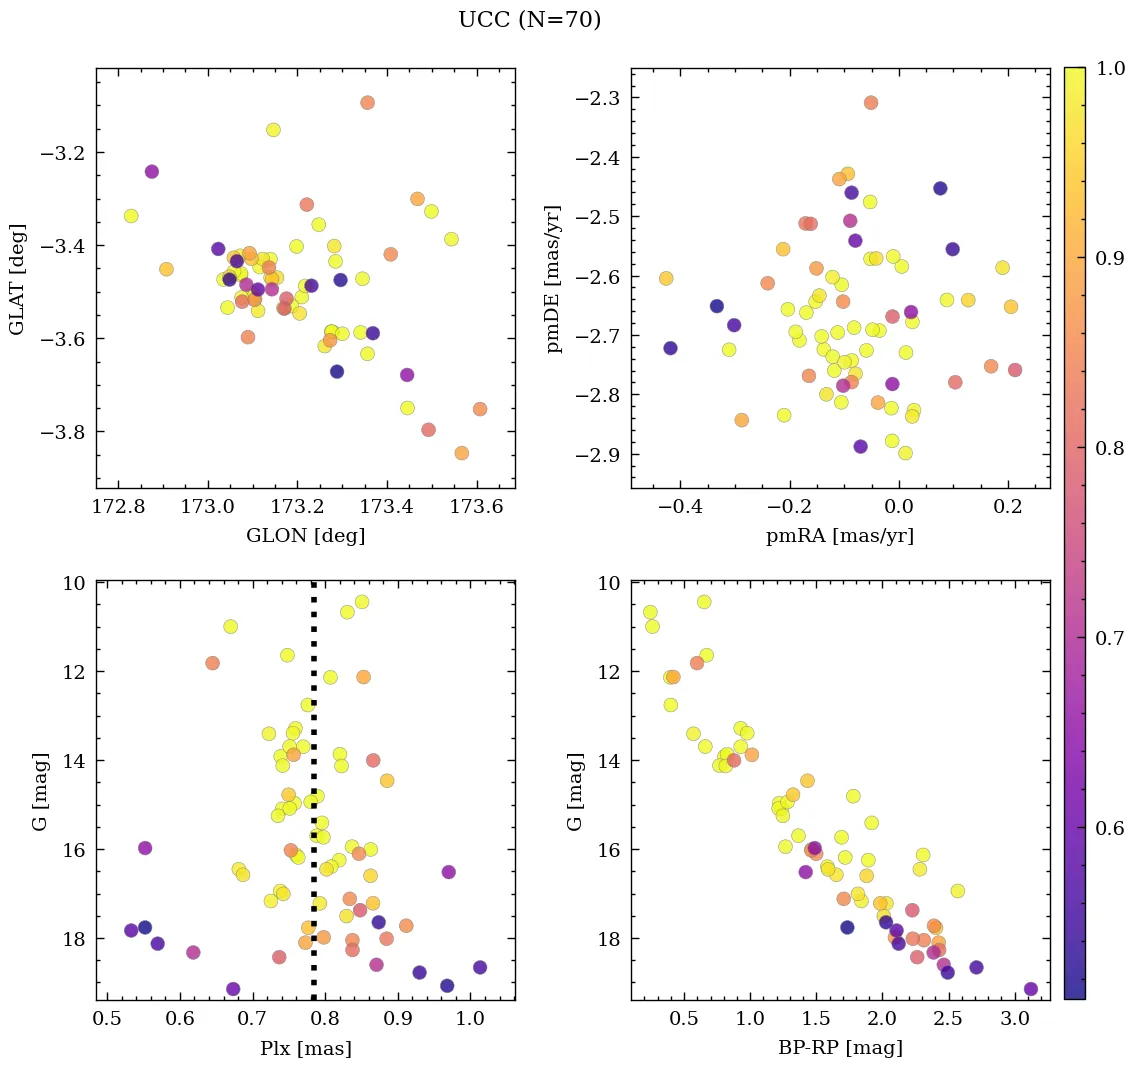 UCC (N=70)
−3.2
−3.4
−3.6
−3.8
GLAT [deg]
172.8 173.0 173.2 173.4 173.6
GLON [deg]
−2.3
−2.4
−2.5
−2.6
−2.7
−2.8
−2.9
pmDE [mas/yr]
−0.4 −0.2 0.0 0.2
pmRA [mas/yr]
10
12
14
16
18
G [mag]
0.5 0.6 0.7 0.8 0.9 1.0
Plx [mas]
10
12
14
16
18
G [mag]
0.5 1.0 1.5 2.0 2.5 3.0
BP-RP [mag]
1.0
0.9
0.8
0.7
0.6